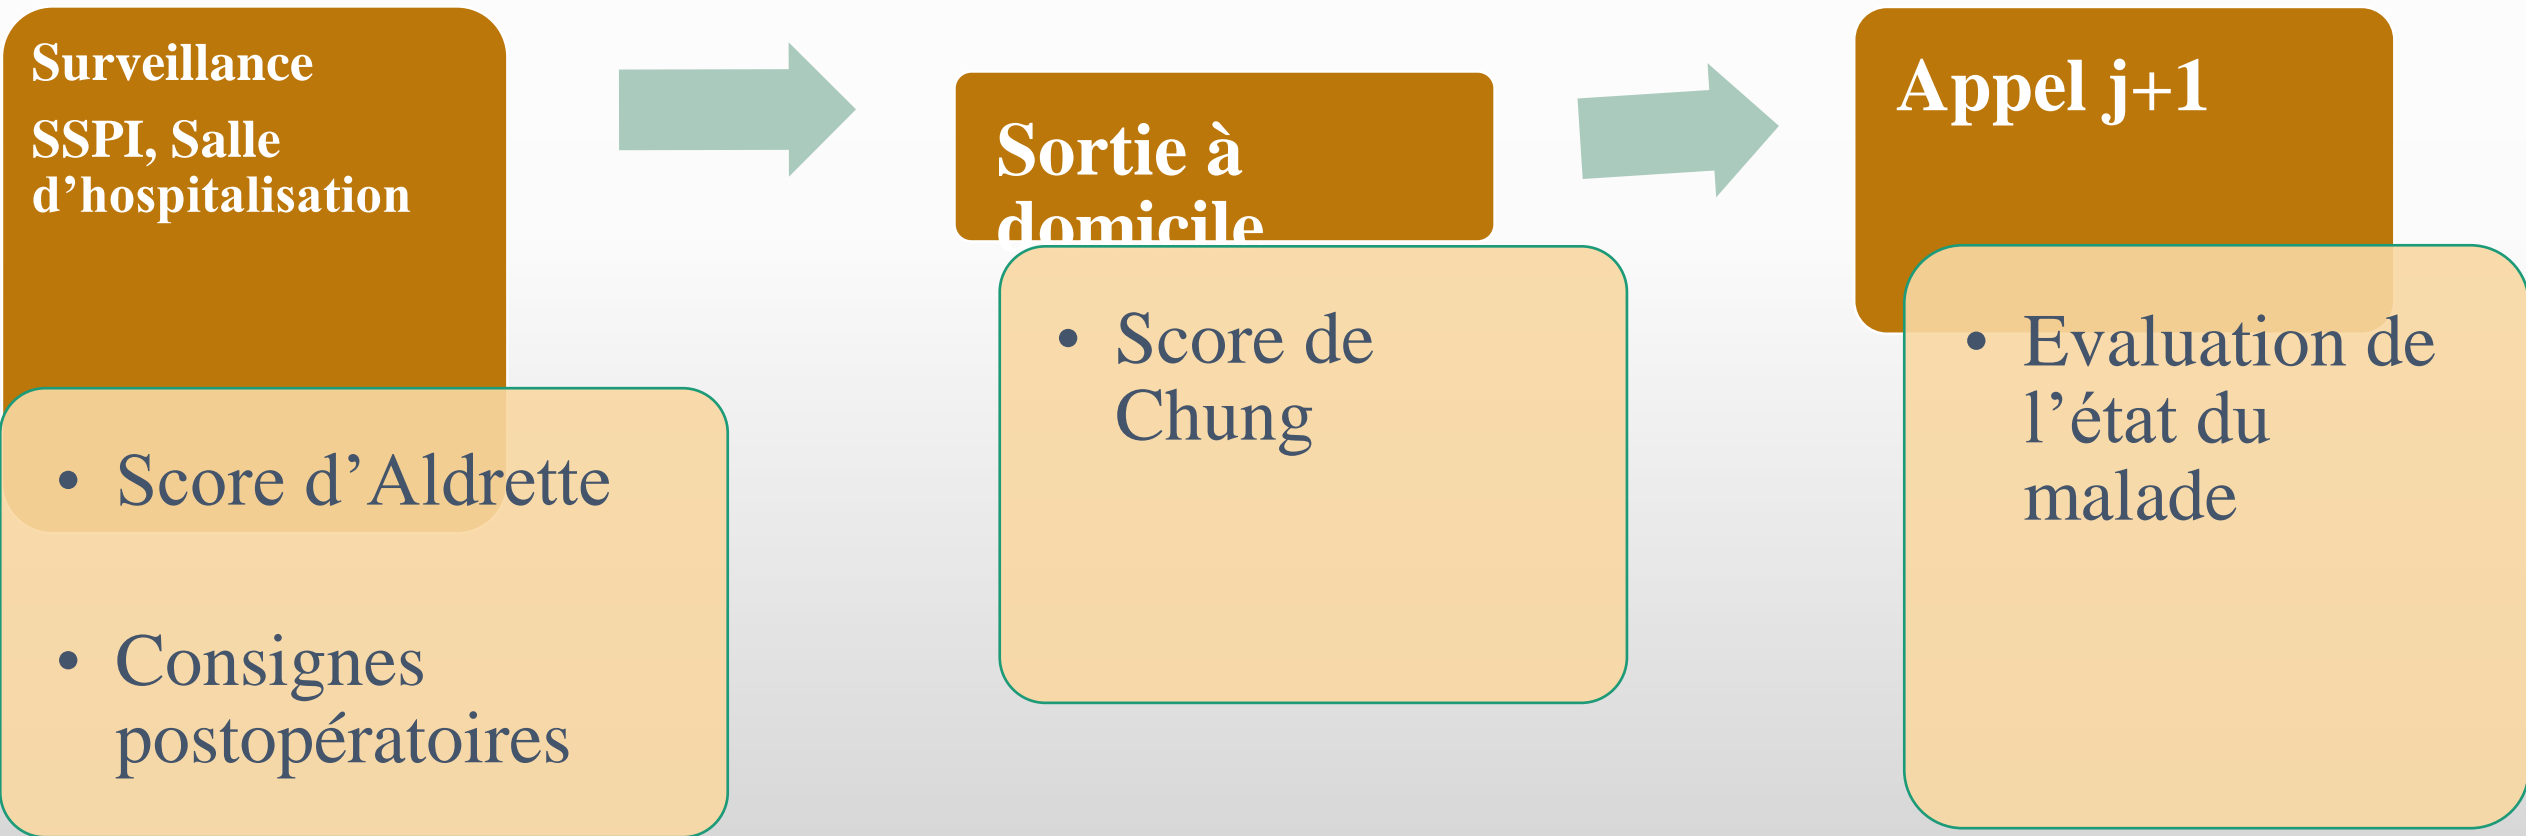 Surveillance
SSPI, Salle
d’hospitalisation
• Score d’Aldrette
• Consignes
postopératoires
Sortie à
domicile
• Score de
Chung
Appel j+1
• Evaluation de
l’état du
malade